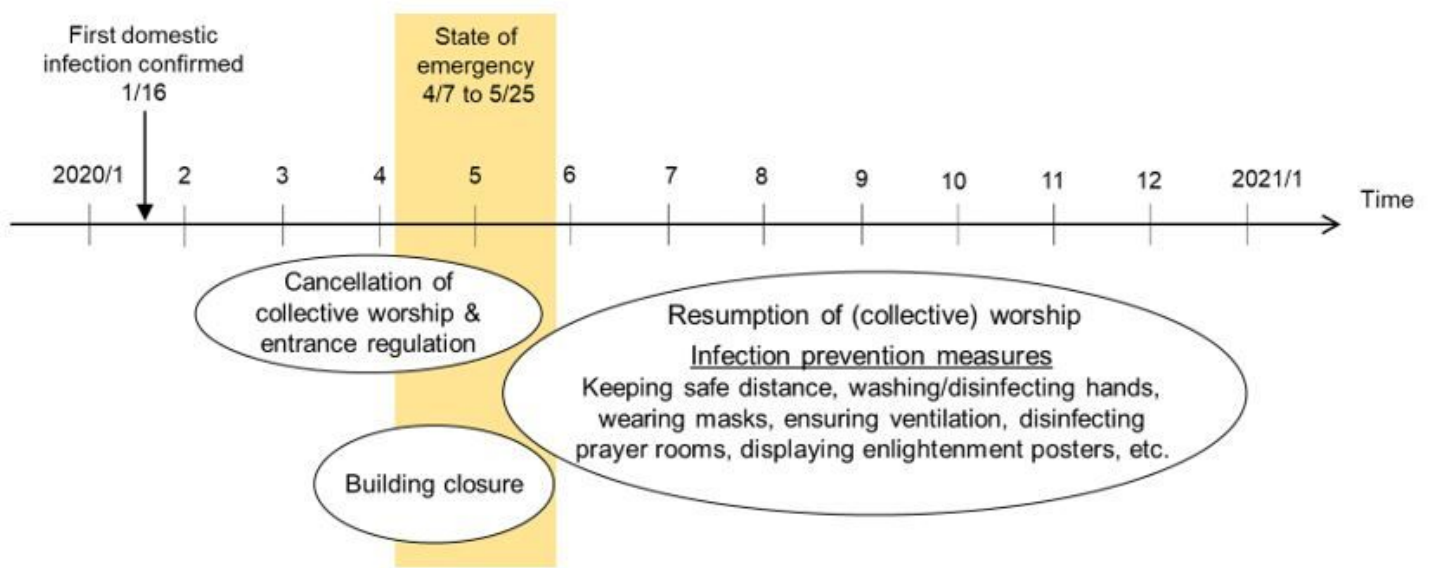 First domestic
infection confirmed
1/16
State of
emergency
4/7 to 5/25
2020/1 2 3 4 5 6 7 8 9 10 11 12 2021/1
Time
Cancellation of
collective worship &
entrance regulation
Building closure
Resumption of (collective) worship
Infection prevention measures
Keeping safe distance, washing/disinfecting hands,
wearing masks, ensuring ventilation, disinfecting
prayer rooms, displaying enlightenment posters, etc.